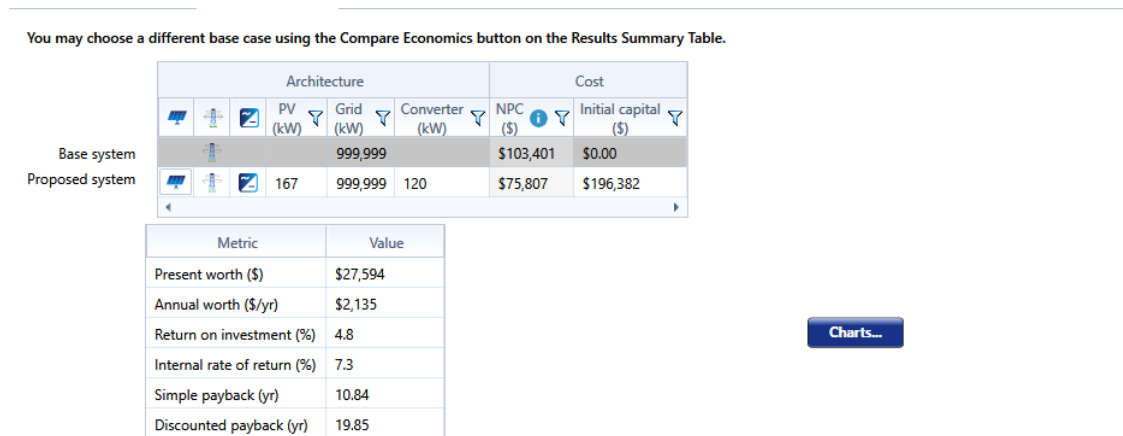 You may choose a different base case using the Compare Economics button on the Results Summary Table.
Architecture Cost
PV (kW) Grid (kW) Converter (kW) NPC ($) Initial capital ($)
Base system 999,999 $103,401 $0.00
Proposed system 167 999,999 120 $75,807 $196,382
Metric Value
Present worth ($) $27,594
Annual worth ($/yr) $2,135
Return on investment (%) 4.8
Internal rate of return (%) 7.3
Simple payback (yr) 10.84
Discounted payback (yr) 19.85
Charts...